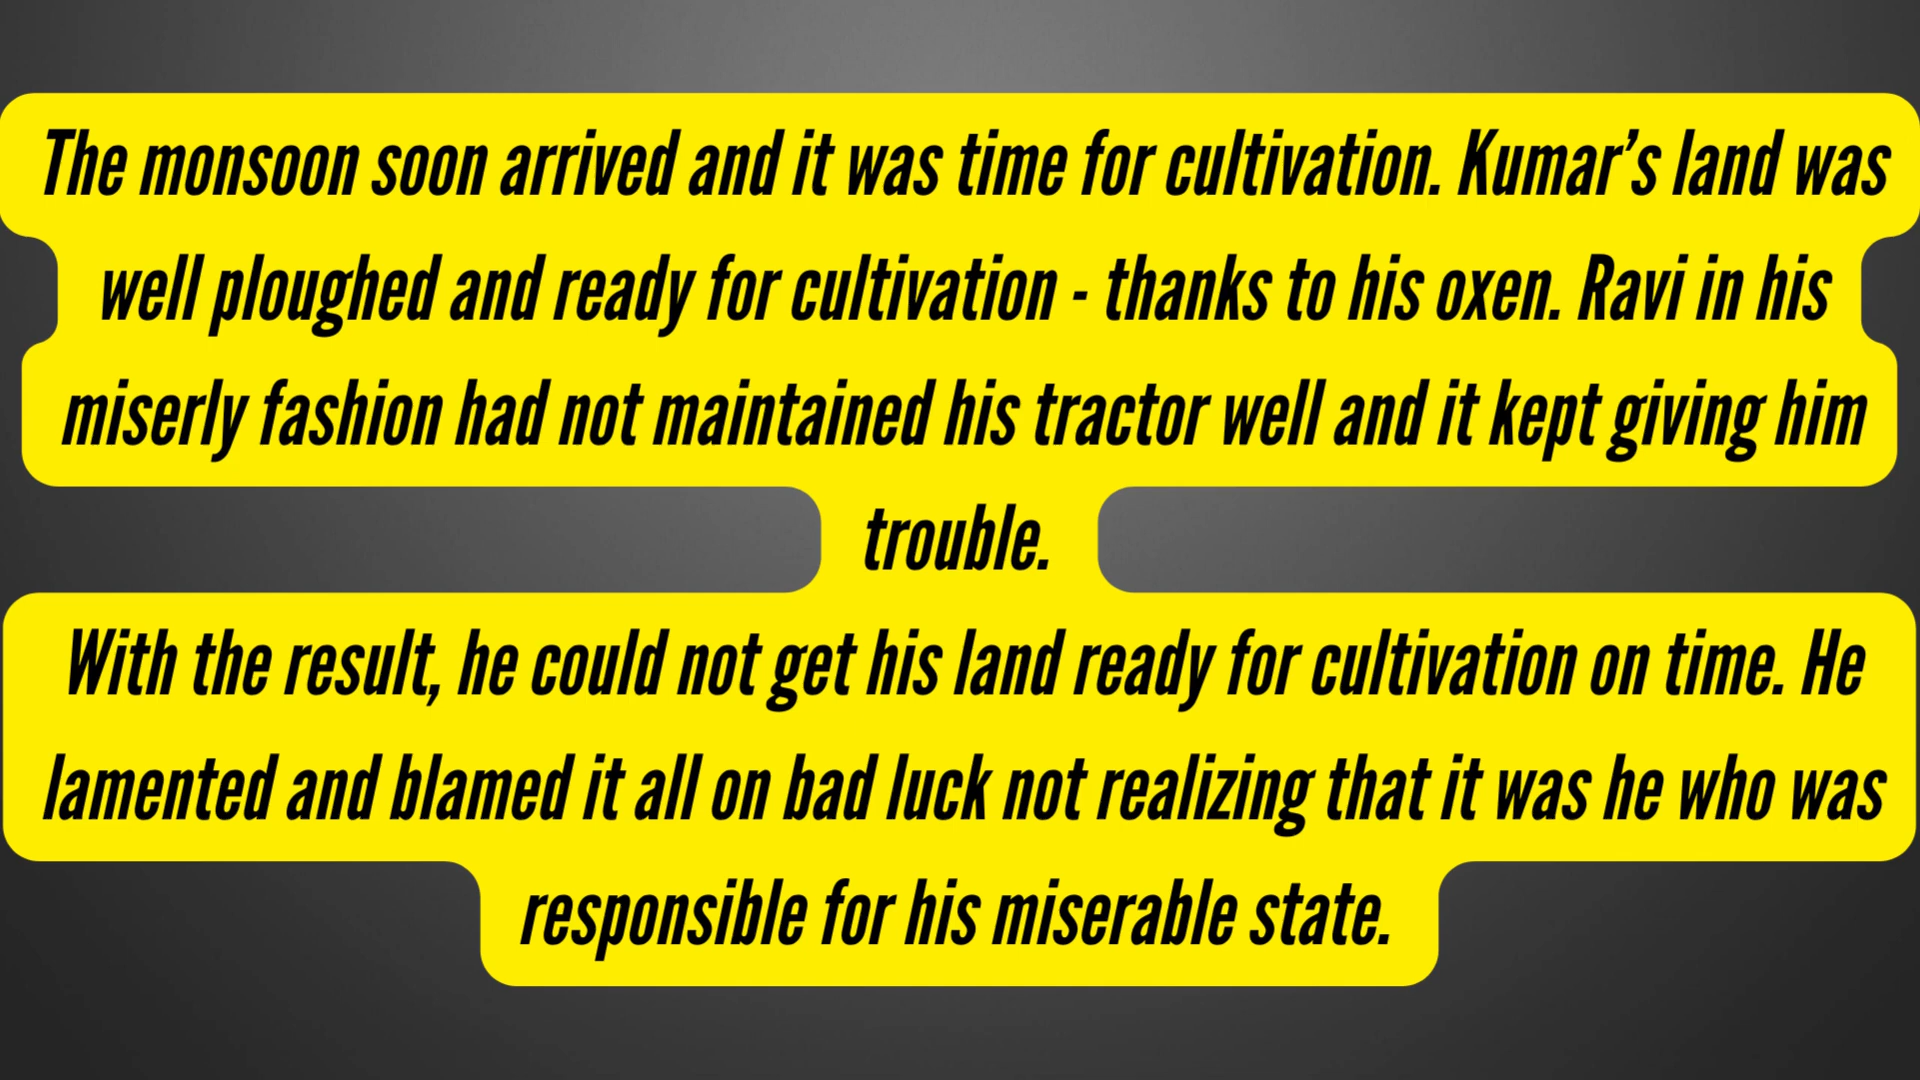 The monsoon soon arrived and it was time for cultivation. Kumar’s land was
well ploughed and ready for cultivation - thanks to his oxen. Ravi in his
miserly fashion had not maintained his tractor well and it kept giving him
trouble.
With the result, he could not get his land ready for cultivation on time. He
lamented and blamed it all on bad luck not realizing that it was he who was
responsible for his miserable state.